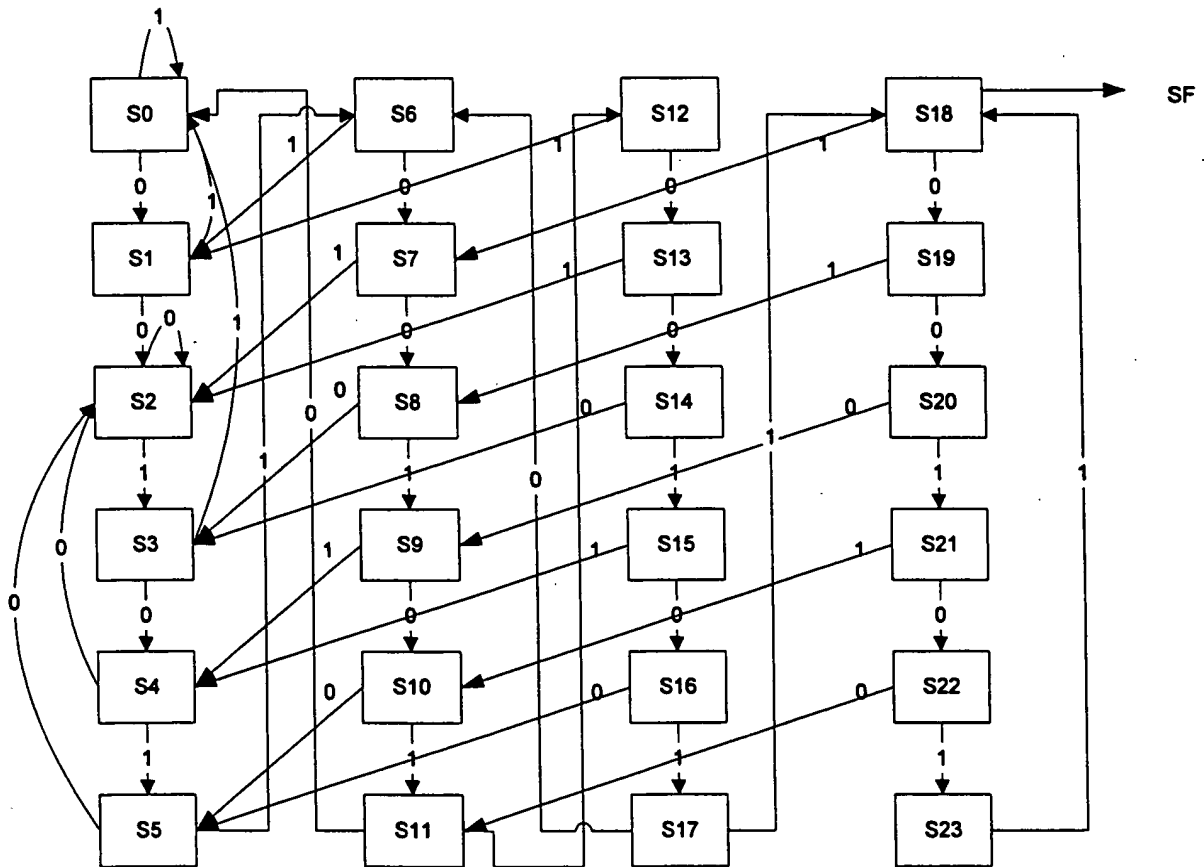 1
S0 S6 S12 S18 SF
1 1 1
0 0 0 0
1
S1 S7 S13 S19
1 1 1
0 0 0 0 0
1
S2 S8 S14 S20
0 0 0
0
1 1 1 1 1 1
0
S3 S9 S15 S21
0 1 1 1
0 0 0 0 0
S4 S10 S16 S22
0 0 0
1 1 1 1
S5 S11 S17 S23